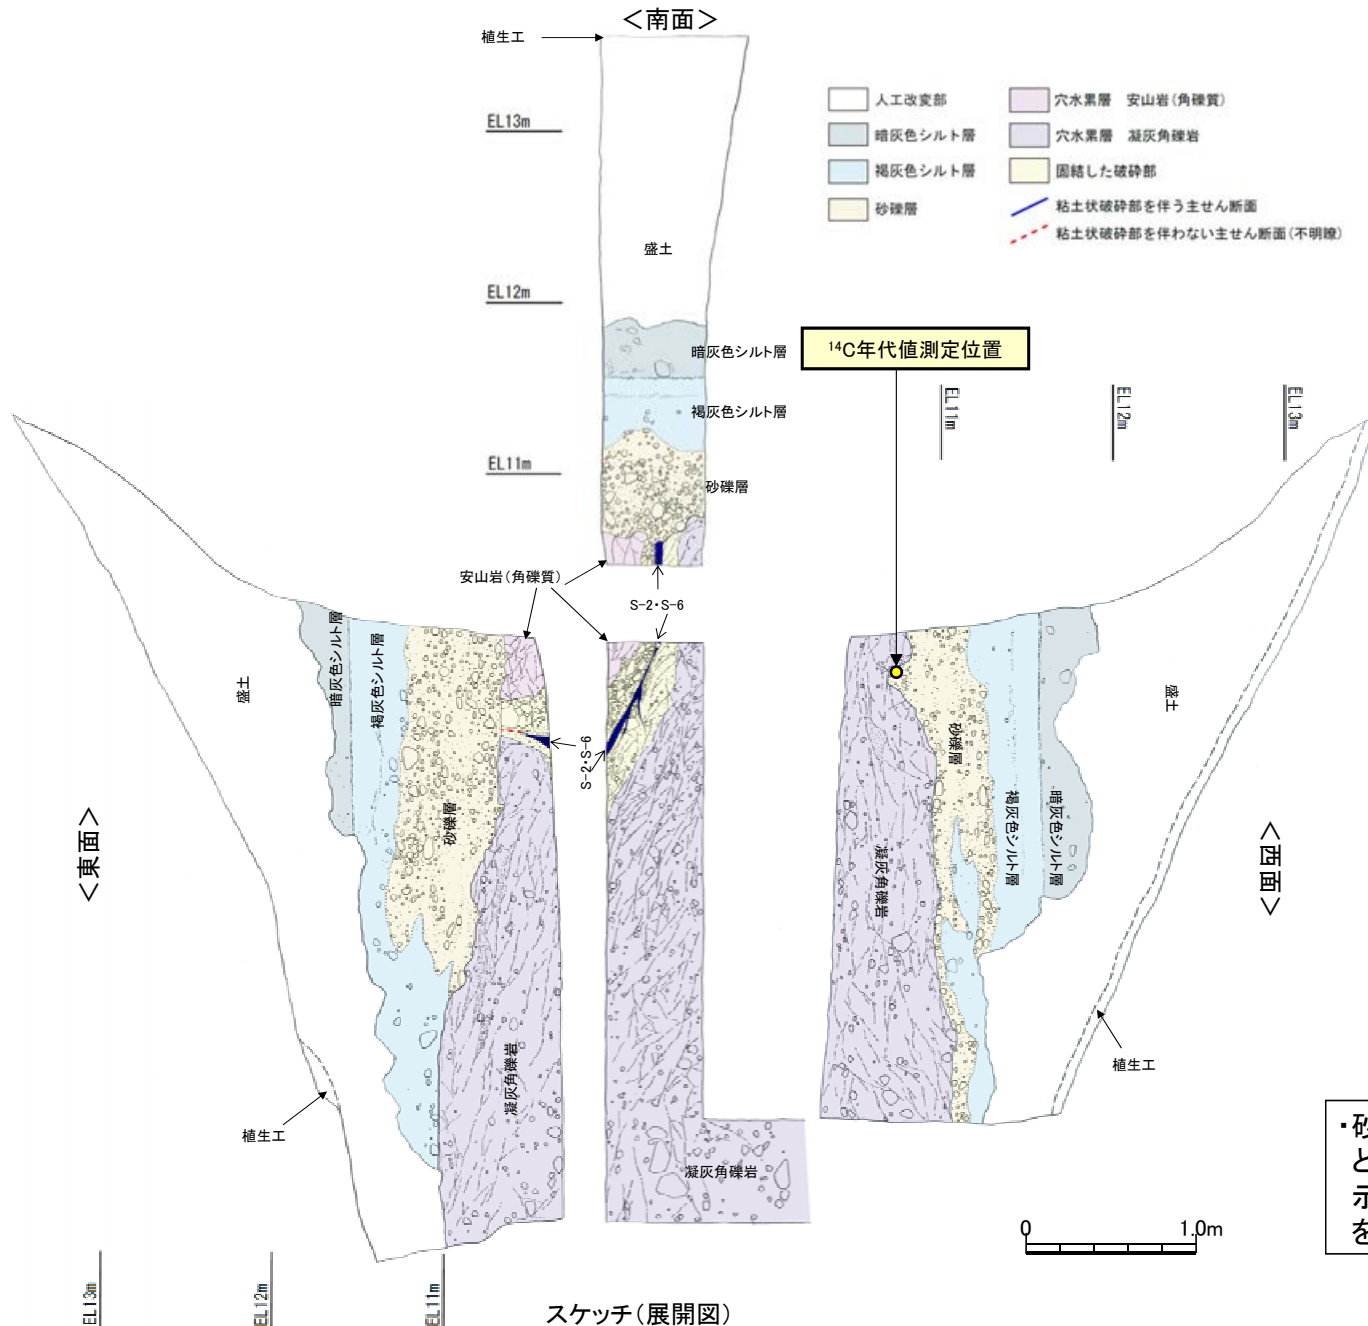 ＜南面＞
植生工
EL13m
盛土
EL12m
暗灰色シルト層
褐灰色シルト層
EL11m
砂礫層
安山岩(角礫質)
S-2・S-6
人工改変部
暗灰色シルト層
褐灰色シルト層
砂礫層
穴水累層　安山岩(角礫質)
穴水累層　凝灰角礫岩
固結した破砕部
粘土状破砕部を伴う主せん断面
粘土状破砕部を伴わない主せん断面(不明瞭)
¹⁴C年代値測定位置
EL11m
EL12m
EL13m
＜東面＞
盛土
暗灰色シルト層
褐灰色シルト層
砂礫層
凝灰角礫岩
植生工
S-2・S-6
凝灰角礫岩
凝灰角礫岩
砂礫層
褐灰色シルト層
暗灰色シルト層
盛土
＜西面＞
植生工
・砂
と
示
を
0
1.0m
EL13m
EL12m
EL11m
スケッチ(展開図)